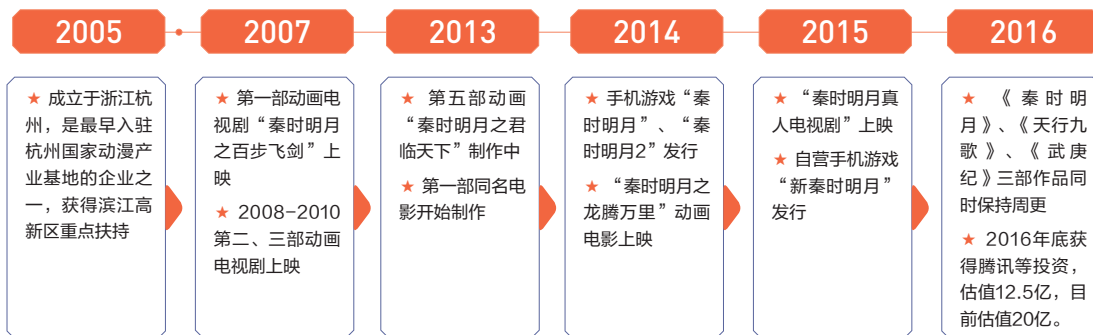 2005
★ 成立于浙江杭
州，是最早入驻
杭州国家动漫产
业基地的企业之
一，获得滨江高
新区重点扶持
2007
★ 第一部动画电
视剧“秦时明月
之百步飞剑”上
映
★ 2008-2010
第二、三部动画
电视剧上映
2013
★ 第五部动画
“秦时明月之君
临天下”制作中
★ 第一部同名电
影开始制作
2014
★ 手机游戏“秦
时明月”、“秦
时明月2”发行
★ “秦时明月之
龙腾万里”动画
电影上映
2015
★ “秦时明月真
人电视剧”上映
★ 自营手机游戏
“新秦时明月”
发行
2016
★ 《秦时明
月》、《天行九
歌》、《武庚
纪》三部作品同
时保持周更
★ 2016年底获
得腾讯等投资，
估值12.5亿，目
前估值20亿。